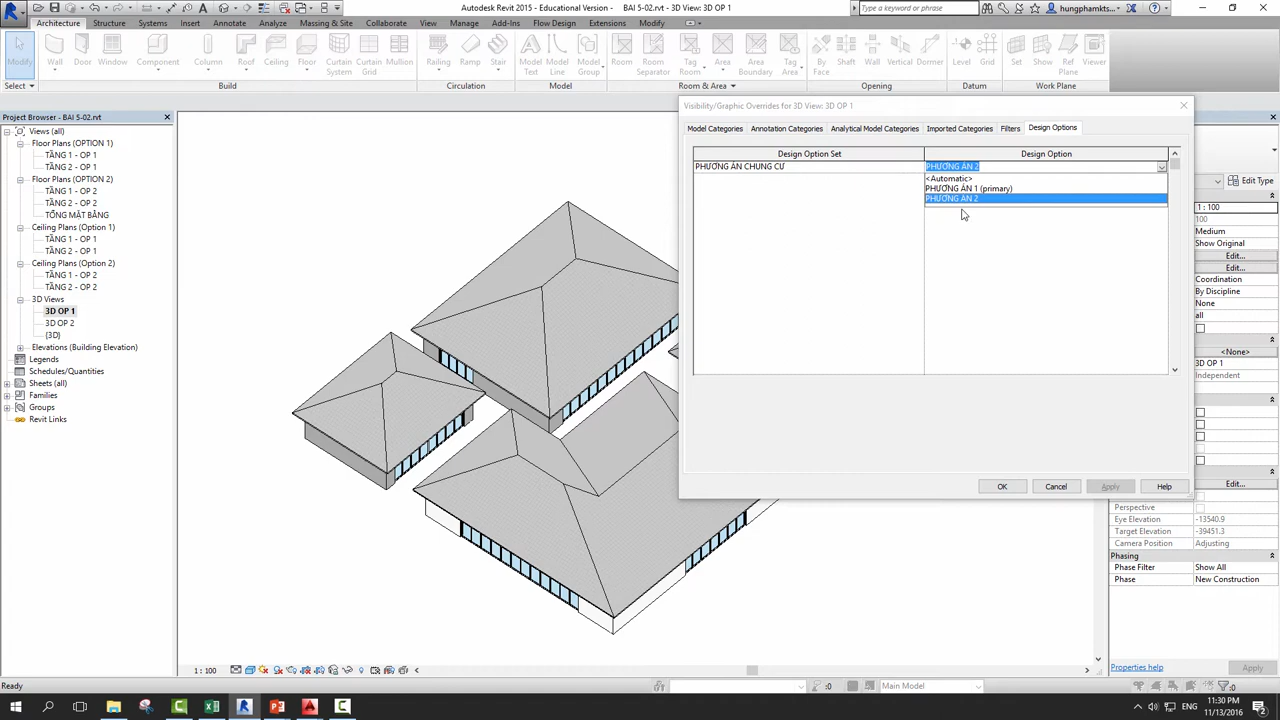 Autodesk Revit 2015 - Educational Version - BAI 5-02.rvt - 3D View: 3D OP 1
Type a keyword or phrase
hungphamkts...
Architecture Structure Systems Insert Annotate Analyze Massing & Site Collaborate View Manage Add-Ins Flow Design Extensions Modify
Modify Wall Door Window Component Column Roof Ceiling Floor Curtain System Curtain Grid Mullion Railing Ramp Stair Model Text Model Line Model Group Room Room Separator Tag Room Area Area Boundary Tag Area By Face Shaft Wall Vertical Dormer Level Grid Set Show Ref Plane Viewer
Select Build Circulation Model Room & Area Opening Datum Work Plane
Project Browser - BAI 5-02.rvt
Views (all)
Floor Plans (OPTION 1)
TẦNG 1 - OP 1
TẦNG 2 - OP 1
Floor Plans (OPTION 2)
TẦNG 1 - OP 2
TẦNG 2 - OP 2
TỔNG MẶT BẰNG
Ceiling Plans (Option 1)
TẦNG 1 - OP 1
TẦNG 2 - OP 1
Ceiling Plans (Option 2)
TẦNG 1 - OP 2
TẦNG 2 - OP 2
3D Views
3D OP 1
3D OP 2
{3D}
Elevations (Building Elevation)
Legends
Schedules/Quantities
Sheets (all)
Families
Groups
Revit Links
Visibility/Graphic Overrides for 3D View: 3D OP 1
Model Categories Annotation Categories Analytical Model Categories Imported Categories Filters Design Options
Design Option Set Design Option
PHƯƠNG ÁN CHUNG CƯ PHƯƠNG ÁN 2
<Automatic>
PHƯƠNG ÁN 1 (primary)
PHƯƠNG ÁN 2
OK Cancel Apply Help
Edit Type
1 : 100
100
Medium
Show Original
Edit...
Edit...
Coordination
By Discipline
None
all
<None>
3D OP 1
Independent
Edit...
Perspective
Eye Elevation -13540.9
Target Elevation -39451.3
Camera Position Adjusting
Phasing
Phase Filter Show All
Phase New Construction
Properties help Apply
1 : 100
Ready
:0
Main Model
:0
11:30 PM
11/13/2016
2